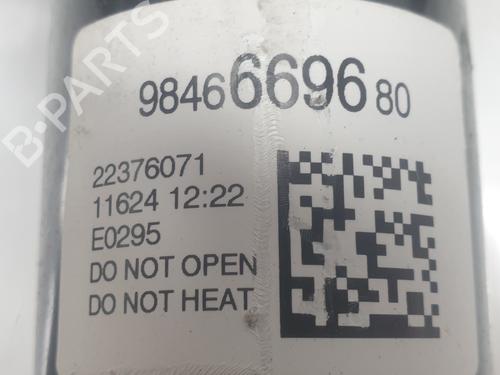 9846669680
22376071
11624 12:22
E0295
DO NOT OPEN
DO NOT HEAT
B-PARTS